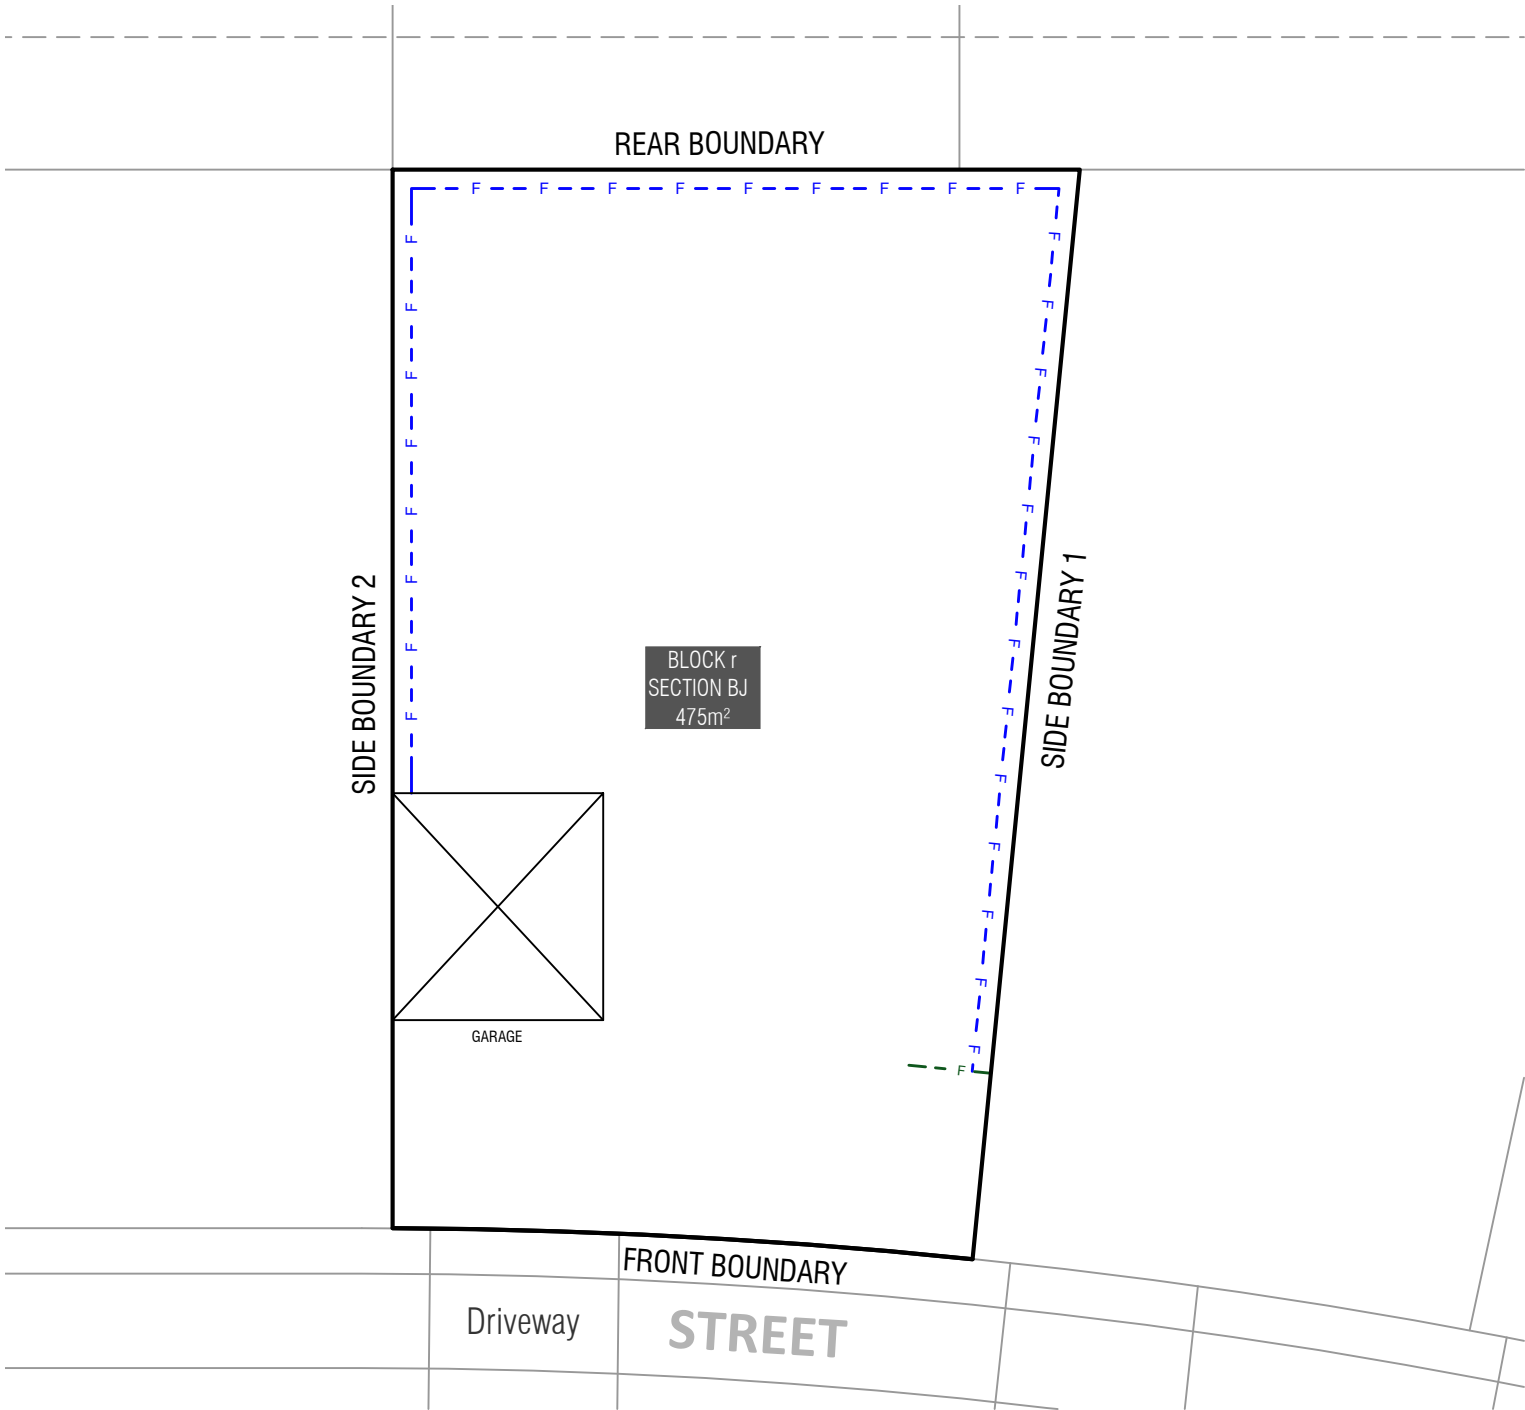 REAR BOUNDARY
F F F F F F F F F
F F F F F F F F
F F F F F F F F F F F F F
SIDE BOUNDARY 2
BLOCK r
SECTION BJ
475m²
SIDE BOUNDARY 1
GARAGE
F
FRONT BOUNDARY
Driveway
STREET